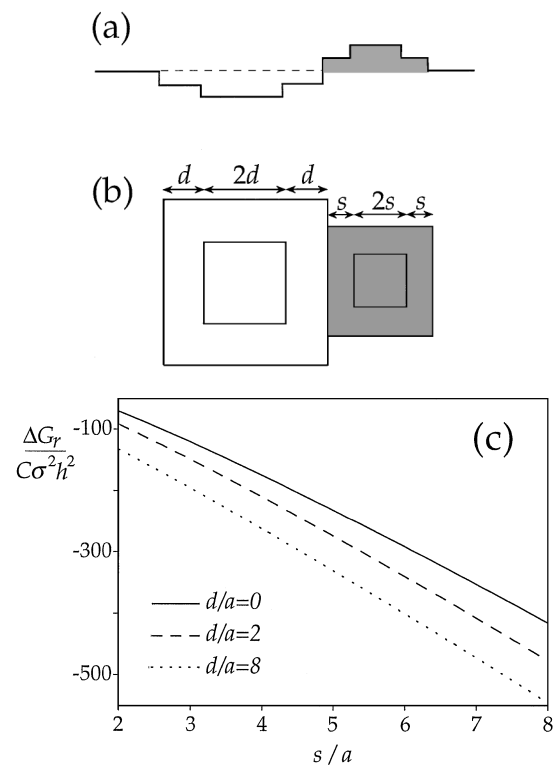 (a)
(b)
d 2d d
s 2s s
(c)
ΔG_r
Cσ²h²
-100
-300
-500
d/a=0
d/a=2
d/a=8
2 3 4 5 6 7 8
s / a